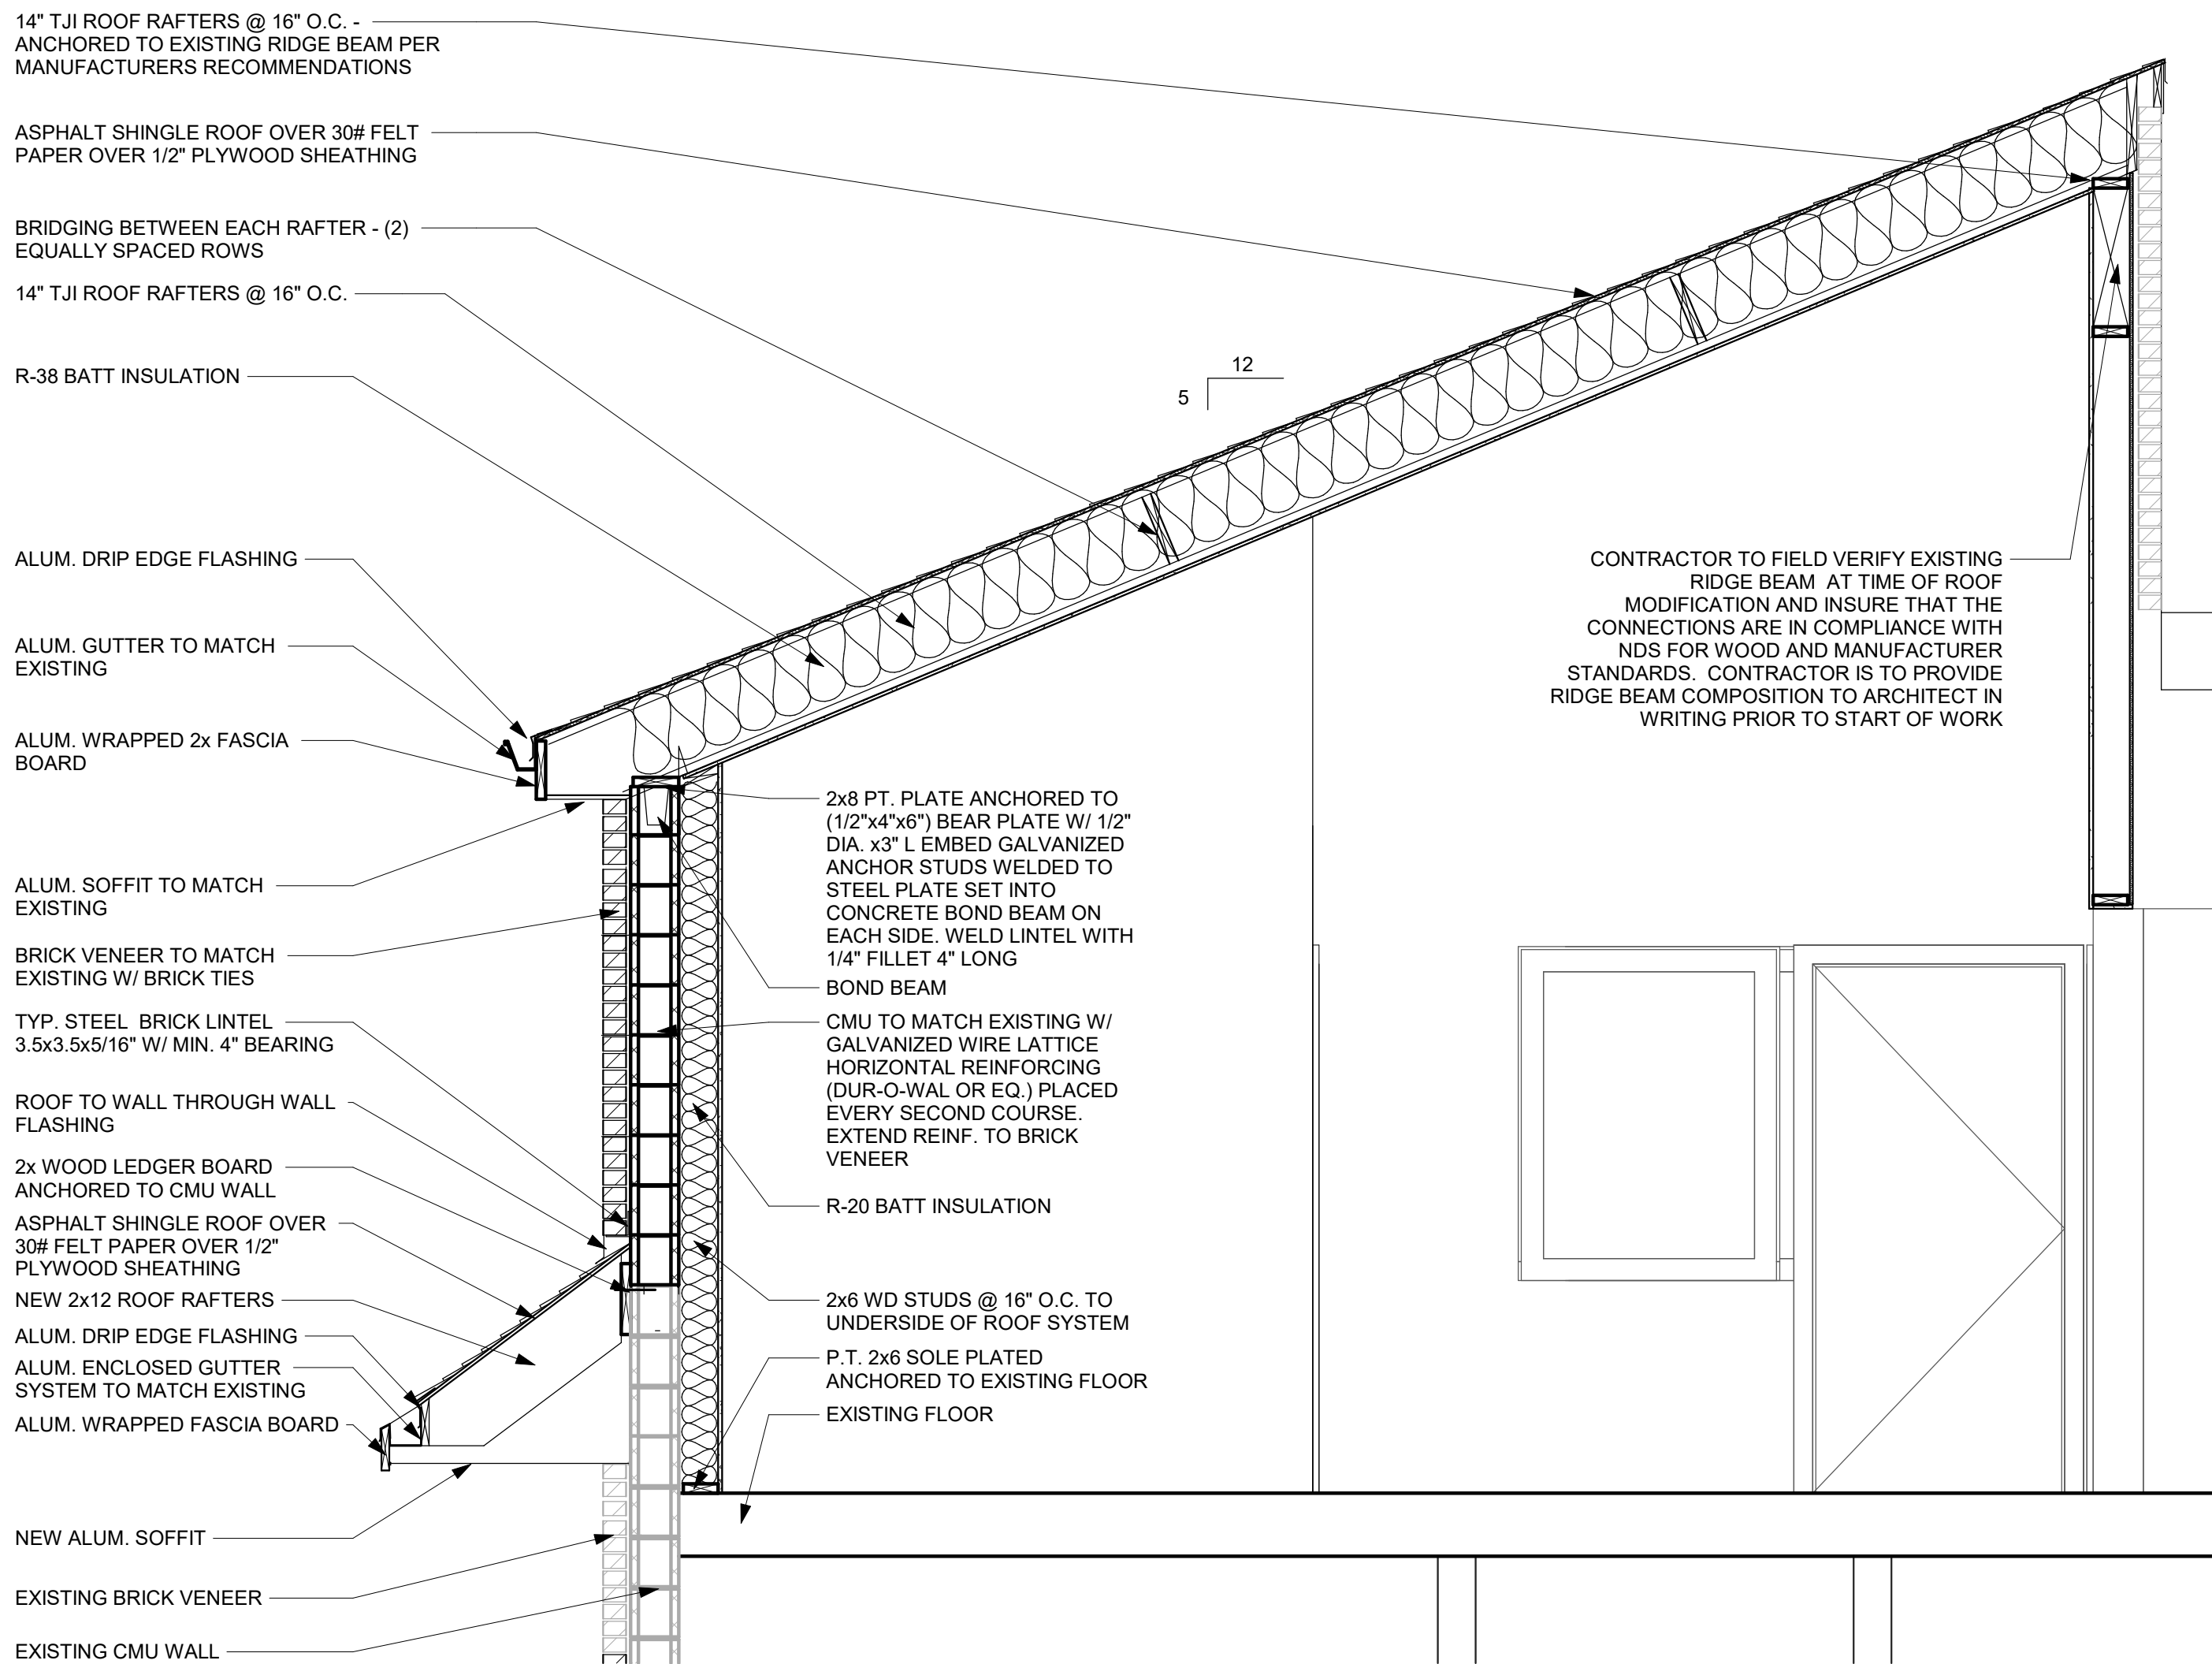 14" TJI ROOF RAFTERS @ 16" O.C. -
ANCHORED TO EXISTING RIDGE BEAM PER
MANUFACTURERS RECOMMENDATIONS
ASPHALT SHINGLE ROOF OVER 30# FELT
PAPER OVER 1/2" PLYWOOD SHEATHING
BRIDGING BETWEEN EACH RAFTER - (2)
EQUALLY SPACED ROWS
14" TJI ROOF RAFTERS @ 16" O.C.
R-38 BATT INSULATION
12
5
ALUM. DRIP EDGE FLASHING
ALUM. GUTTER TO MATCH
EXISTING
ALUM. WRAPPED 2x FASCIA
BOARD
ALUM. SOFFIT TO MATCH
EXISTING
BRICK VENEER TO MATCH
EXISTING W/ BRICK TIES
TYP. STEEL BRICK LINTEL
3.5x3.5x5/16" W/ MIN. 4" BEARING
ROOF TO WALL THROUGH WALL
FLASHING
2x WOOD LEDGER BOARD
ANCHORED TO CMU WALL
ASPHALT SHINGLE ROOF OVER
30# FELT PAPER OVER 1/2"
PLYWOOD SHEATHING
NEW 2x12 ROOF RAFTERS
ALUM. DRIP EDGE FLASHING
ALUM. ENCLOSED GUTTER
SYSTEM TO MATCH EXISTING
ALUM. WRAPPED FASCIA BOARD
NEW ALUM. SOFFIT
EXISTING BRICK VENEER
EXISTING CMU WALL
2x8 PT. PLATE ANCHORED TO
(1/2"x4"x6") BEAR PLATE W/ 1/2"
DIA. x3" L EMBED GALVANIZED
ANCHOR STUDS WELDED TO
STEEL PLATE SET INTO
CONCRETE BOND BEAM ON
EACH SIDE. WELD LINTEL WITH
1/4" FILLET 4" LONG
BOND BEAM
CMU TO MATCH EXISTING W/
GALVANIZED WIRE LATTICE
HORIZONTAL REINFORCING
(DUR-O-WAL OR EQ.) PLACED
EVERY SECOND COURSE.
EXTEND REINF. TO BRICK
VENEER
R-20 BATT INSULATION
2x6 WD STUDS @ 16" O.C. TO
UNDERSIDE OF ROOF SYSTEM
P.T. 2x6 SOLE PLATED
ANCHORED TO EXISTING FLOOR
EXISTING FLOOR
CONTRACTOR TO FIELD VERIFY EXISTING
RIDGE BEAM AT TIME OF ROOF
MODIFICATION AND INSURE THAT THE
CONNECTIONS ARE IN COMPLIANCE WITH
NDS FOR WOOD AND MANUFACTURER
STANDARDS. CONTRACTOR IS TO PROVIDE
RIDGE BEAM COMPOSITION TO ARCHITECT IN
WRITING PRIOR TO START OF WORK